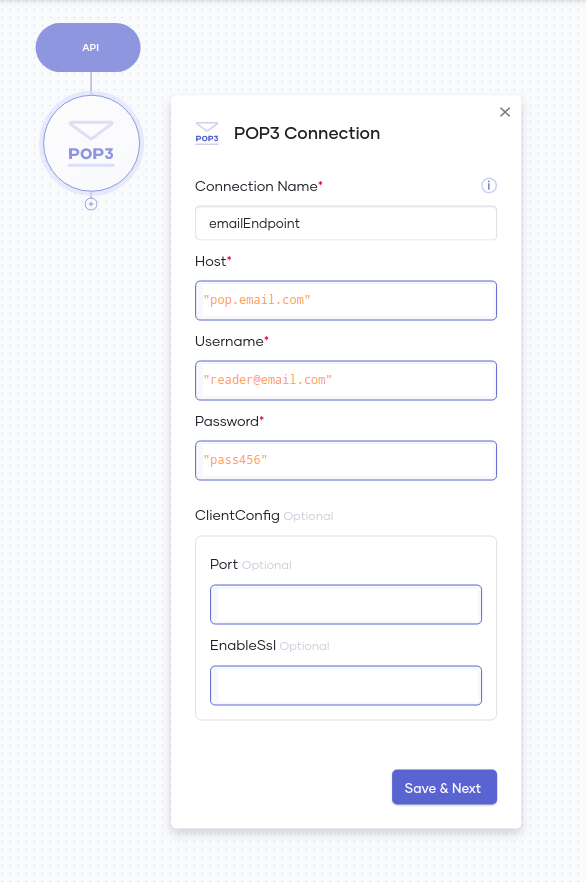 API
POP3
POP3
POP3 Connection
Connection Name*
i
emailEndpoint
Host*
"pop.email.com"
Username*
"reader@email.com"
Password*
"pass456"
ClientConfig Optional
Port Optional
EnableSsl Optional
Save & Next